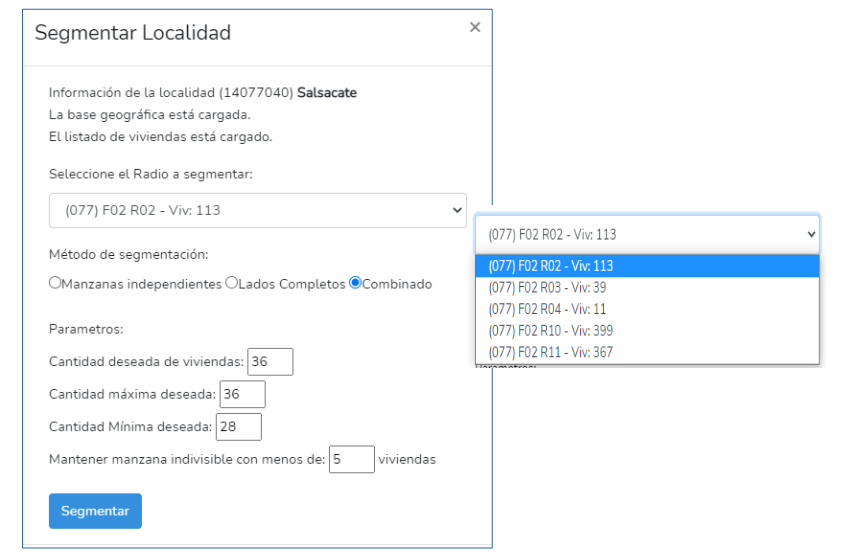 Segmentar Localidad ×
Información de la localidad (14077040) Salsacate
La base geográfica está cargada.
El listado de viviendas está cargado.
Seleccione el Radio a segmentar:
(077) F02 R02 - Viv: 113
Método de segmentación:
Manzanas independientes Lados Completos Combinado
Parametros:
Cantidad deseada de viviendas: 36
Cantidad máxima deseada: 36
Cantidad Mínima deseada: 28
Mantener manzana indivisible con menos de: 5 viviendas
Segmentar
(077) F02 R02 - Viv: 113
(077) F02 R02 - Viv: 113
(077) F02 R03 - Viv: 39
(077) F02 R04 - Viv: 11
(077) F02 R10 - Viv: 399
(077) F02 R11 - Viv: 367
Parametros: